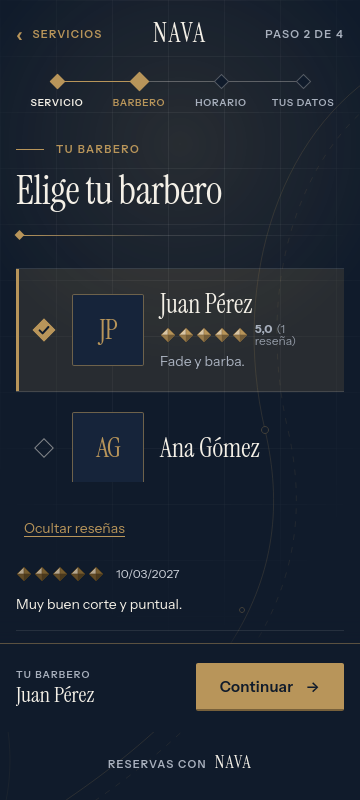 ‹ SERVICIOS
NAVA
PASO 2 DE 4
SERVICIO
BARBERO
HORARIO
TUS DATOS
TU BARBERO
Elige tu barbero
JP
Juan Pérez
5,0 (1
reseña)
Fade y barba.
AG
Ana Gómez
Ocultar reseñas
10/03/2027
Muy buen corte y puntual.
TU BARBERO
Juan Pérez
Continuar →
RESERVAS CON NAVA